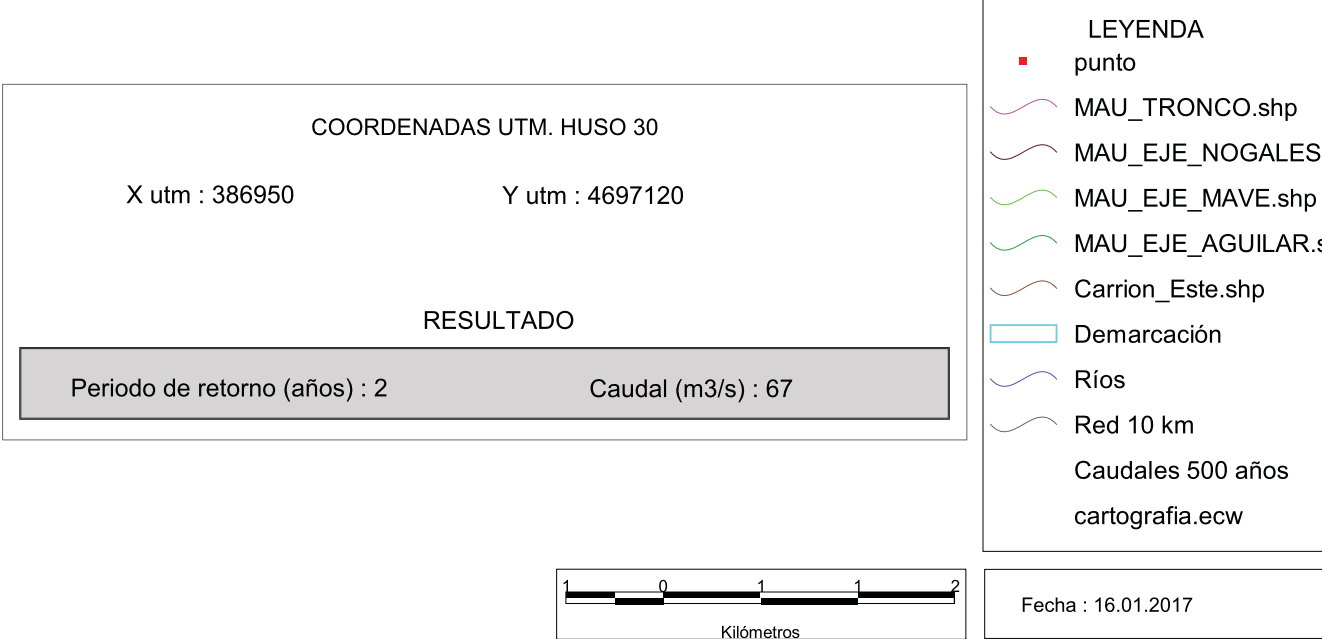 COORDENADAS UTM. HUSO 30
X utm : 386950 Y utm : 4697120
RESULTADO
Periodo de retorno (años) : 2 Caudal (m3/s) : 67
LEYENDA
punto
MAU_TRONCO.shp
MAU_EJE_NOGALES
MAU_EJE_MAVE.shp
MAU_EJE_AGUILAR.s
Carrion_Este.shp
Demarcación
Ríos
Red 10 km
Caudales 500 años
cartografia.ecw
1 0 1 1 2
Kilómetros
Fecha : 16.01.2017